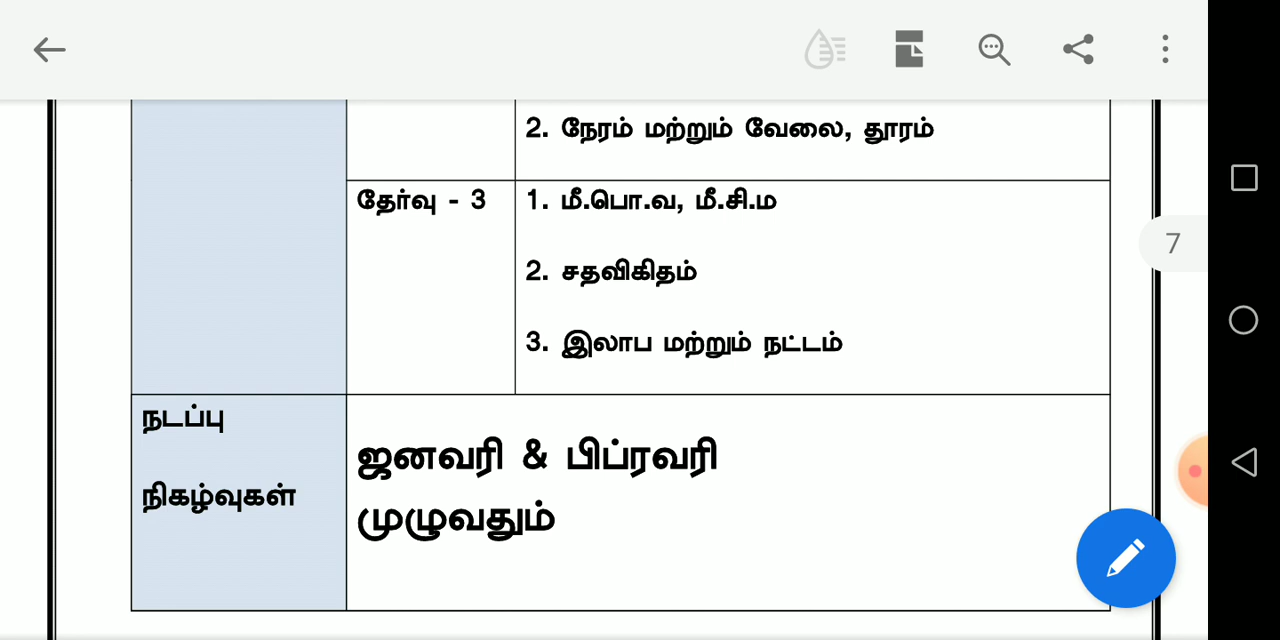 2. நேரம் மற்றும் வேலை, தூரம்
தேர்வு - 3
1. மீ.பொ.வ, மீ.சி.ம
2. சதவிகிதம்
3. இலாப மற்றும் நட்டம்
7
நடப்பு
நிகழ்வுகள்
ஜனவரி & பிப்ரவரி
முழுவதும்